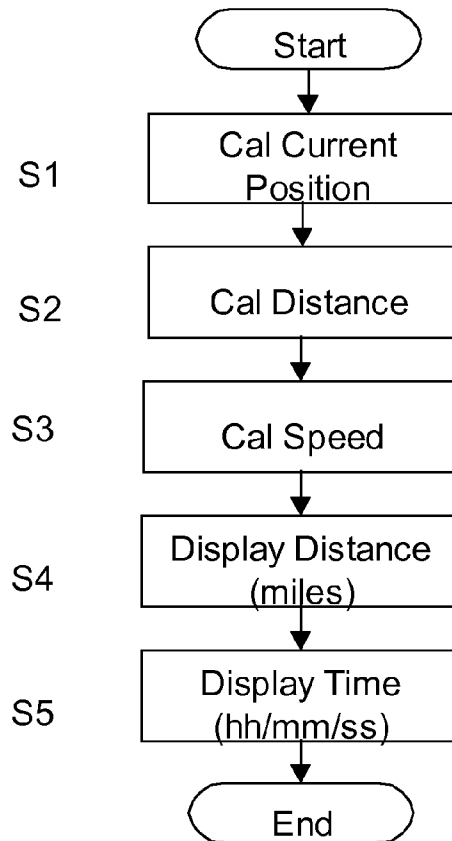 Start
S1
Cal Current
Position
S2
Cal Distance
S3
Cal Speed
S4
Display Distance
(miles)
S5
Display Time
(hh/mm/ss)
End